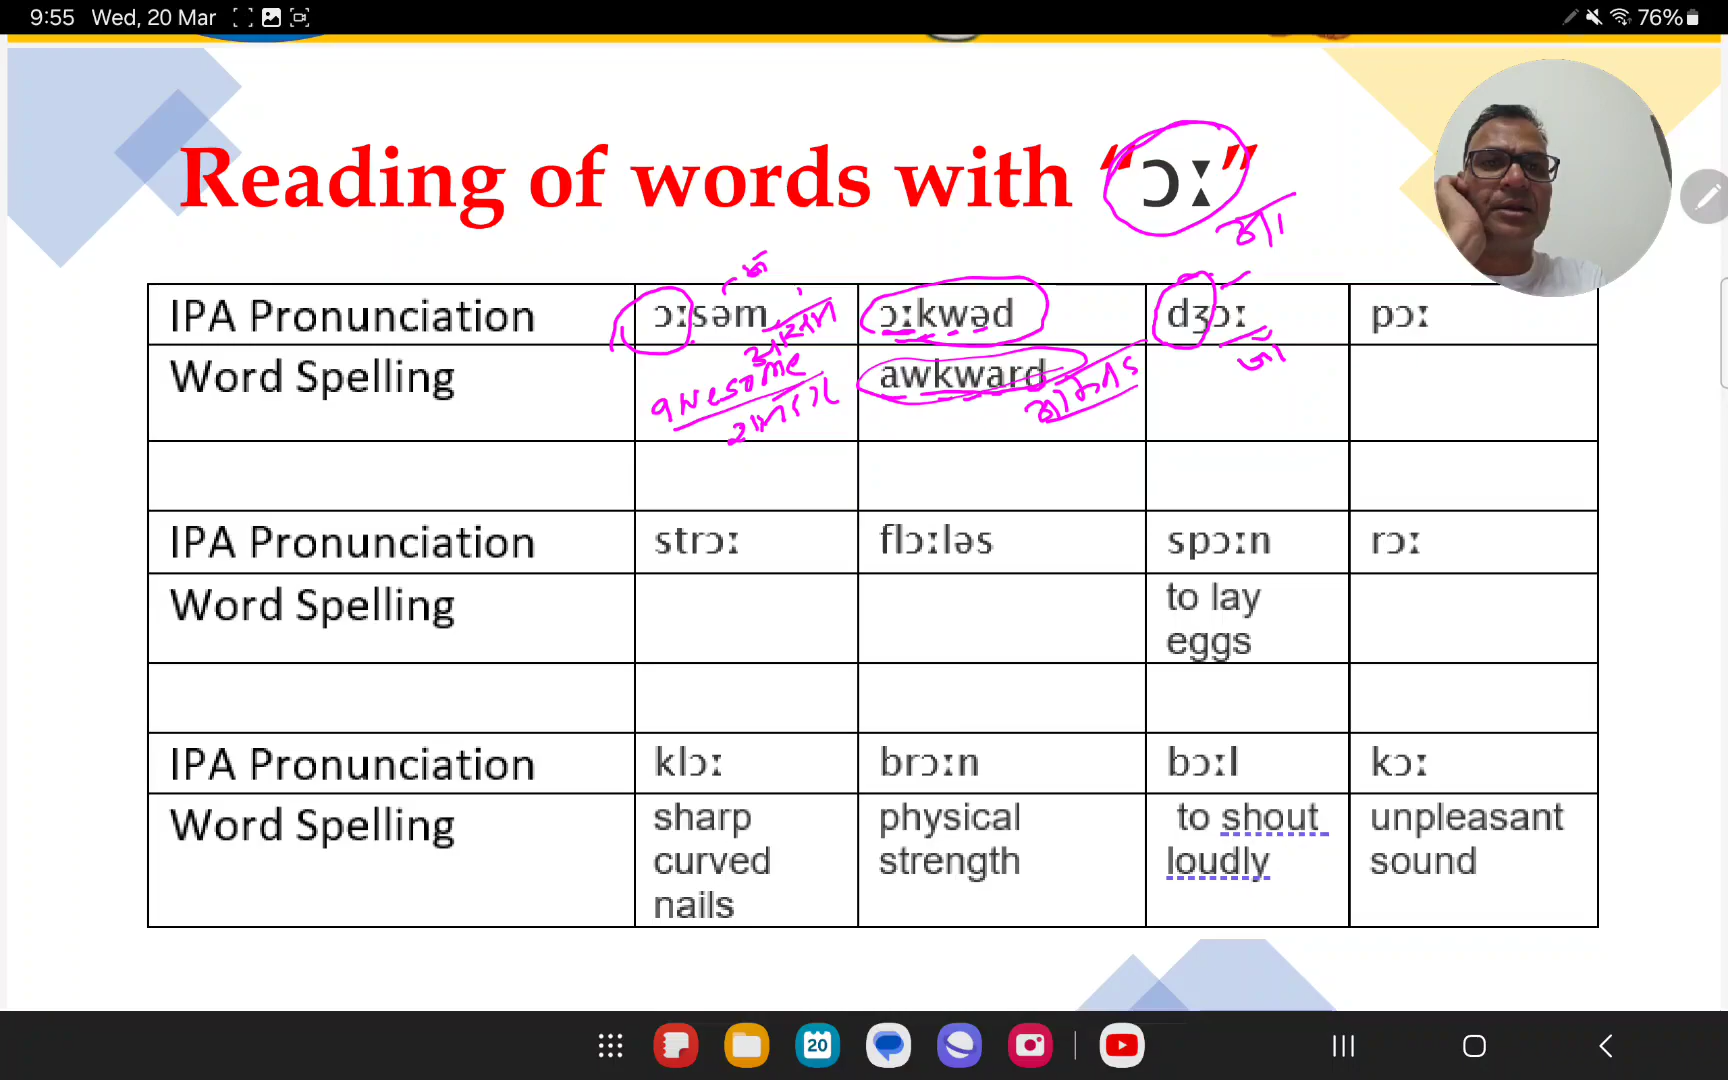 9:55 Wed, 20 Mar
76%
Reading of words with “ɔː”
IPA Pronunciation ɔːsəm ɔːkwəd dʒɔː pɔː
Word Spelling awesome awkward
IPA Pronunciation strɔː flɔːləs spɔːn rɔː
Word Spelling to lay
eggs
IPA Pronunciation klɔː brɔːn bɔːl kɔː
Word Spelling sharp physical to shout unpleasant
curved strength loudly sound
nails
20